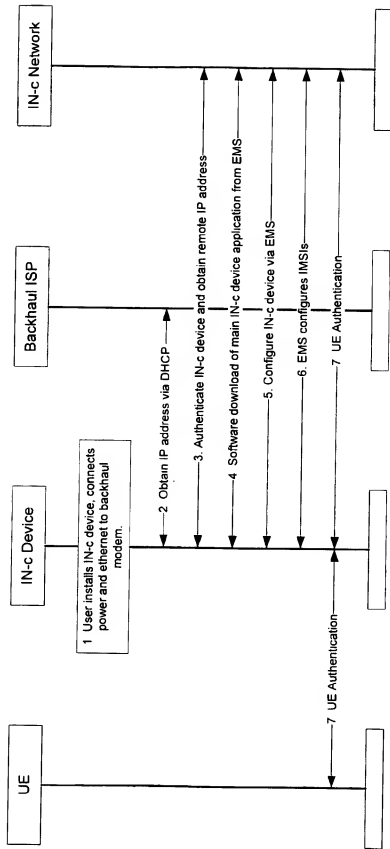 UE
IN-c Device
Backhaul ISP
IN-c Network
1 User installs IN-c device, connects
power and ethernet to backhaul
modem.
2 Obtain IP address via DHCP
3. Authenticate IN-c device and obtain remote IP address
4 Software download of main IN-c device application from EMS
5. Configure IN-c device via EMS
6. EMS configures IMSIs
7 UE Authentication
7 UE Authentication